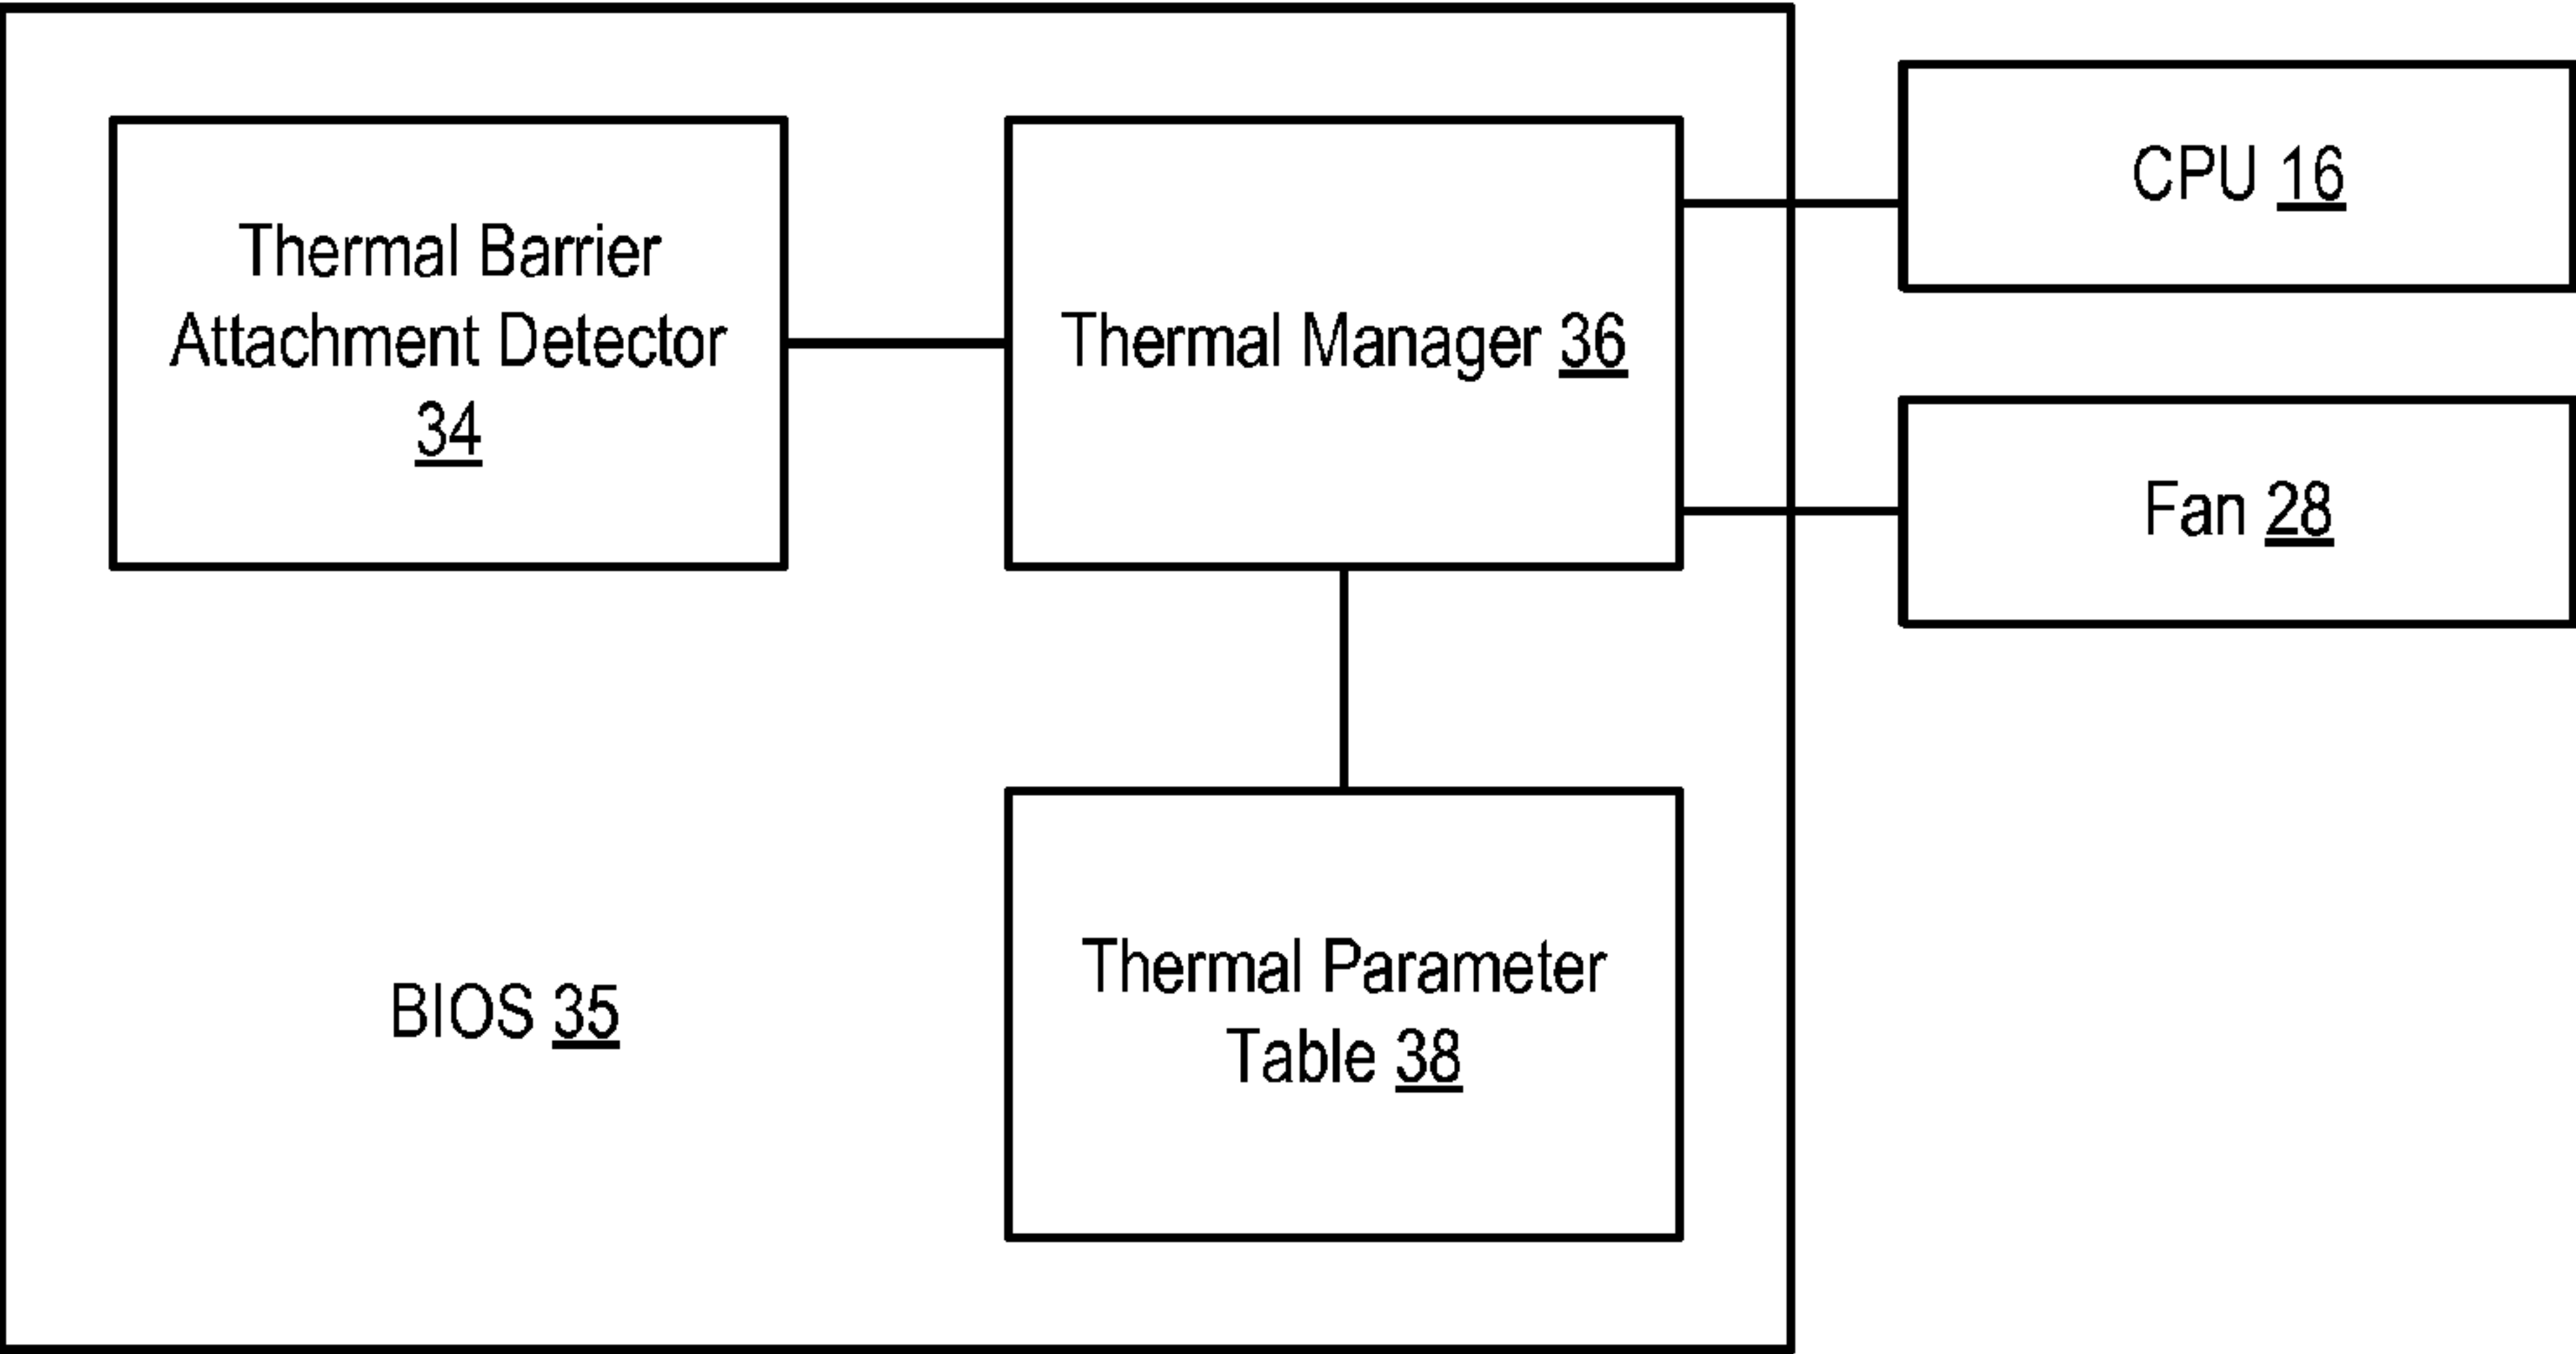 Thermal Barrier
Attachment Detector
34
Thermal Manager 36
CPU 16
Fan 28
BIOS 35
Thermal Parameter
Table 38